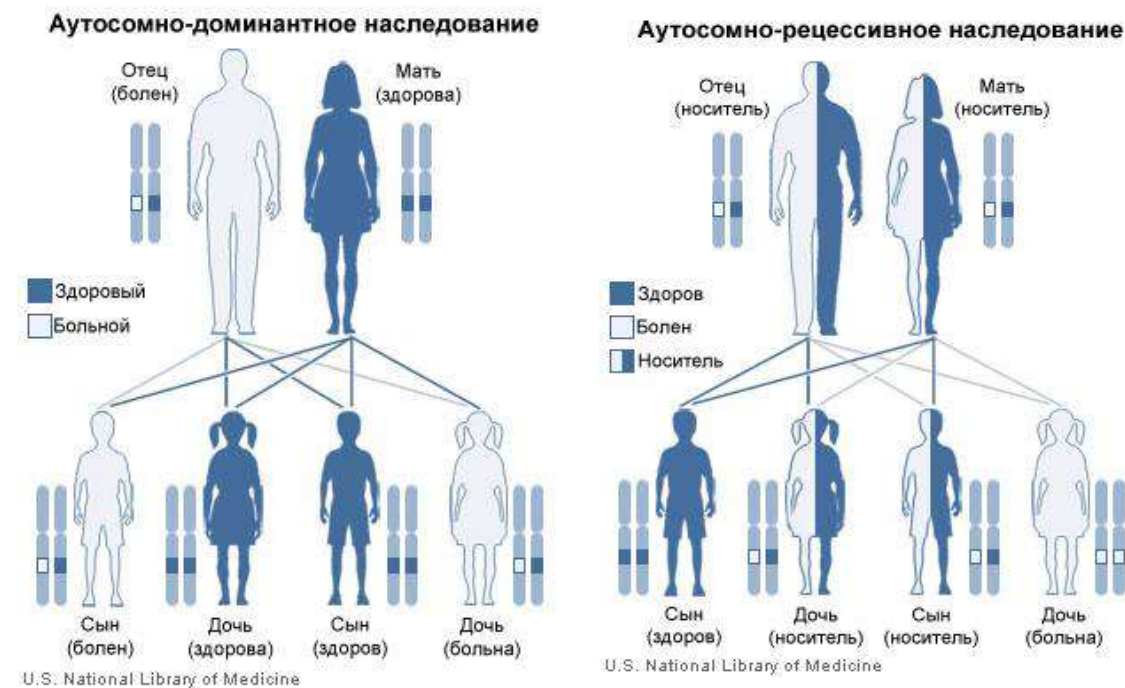 Аутосомно-доминантное наследование
Отец
(болен)
Мать
(здорова)
Здоровый
Больной
Сын
(болен)
Дочь
(здорова)
Сын
(здоров)
Дочь
(больна)
U.S. National Library of Medicine
Аутосомно-рецессивное наследование
Отец
(носитель)
Мать
(носитель)
Здоров
Болен
Носитель
Сын
(здоров)
Дочь
(носитель)
Сын
(носитель)
Дочь
(больна)
U.S. National Library of Medicine